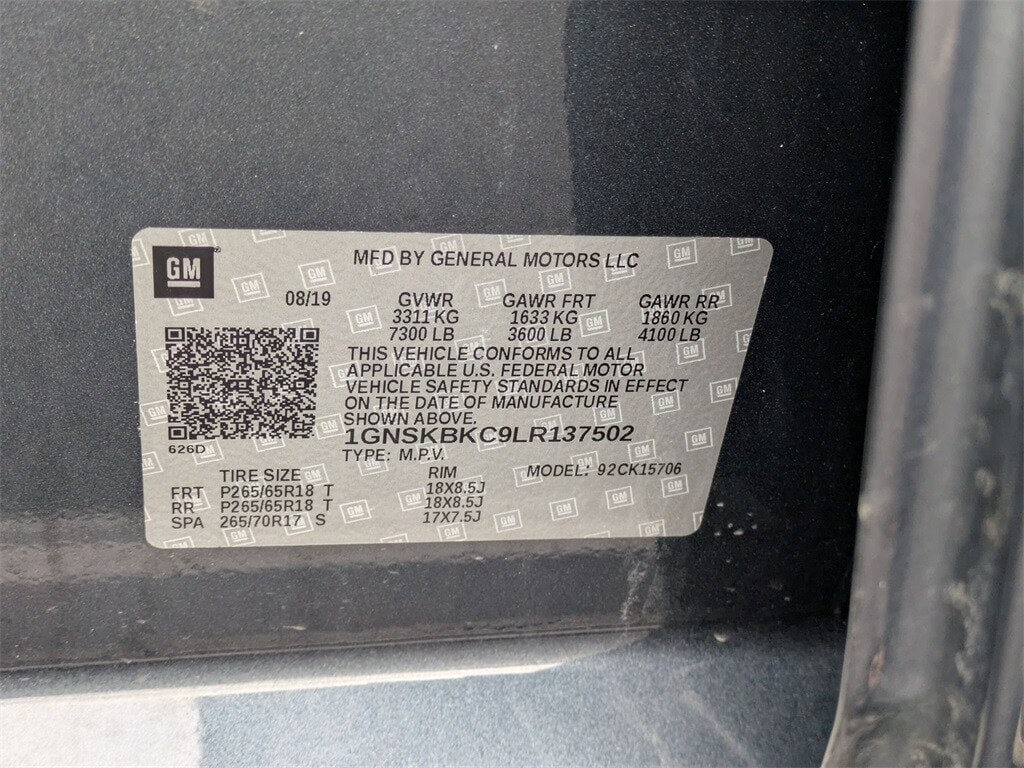 GM
MFD BY GENERAL MOTORS LLC
08/19 GVWR GAWR FRT GAWR RR
3311 KG 1633 KG 1860 KG
7300 LB 3600 LB 4100 LB
THIS VEHICLE CONFORMS TO ALL
APPLICABLE U.S. FEDERAL MOTOR
VEHICLE SAFETY STANDARDS IN EFFECT
ON THE DATE OF MANUFACTURE
SHOWN ABOVE.
1GNSKBKC9LR137502
626D
TYPE: M.P.V. MODEL: 92CK15706
TIRE SIZE RIM
FRT P265/65R18 T 18X8.5J
RR P265/65R18 T 18X8.5J
SPA 265/70R17 S 17X7.5J